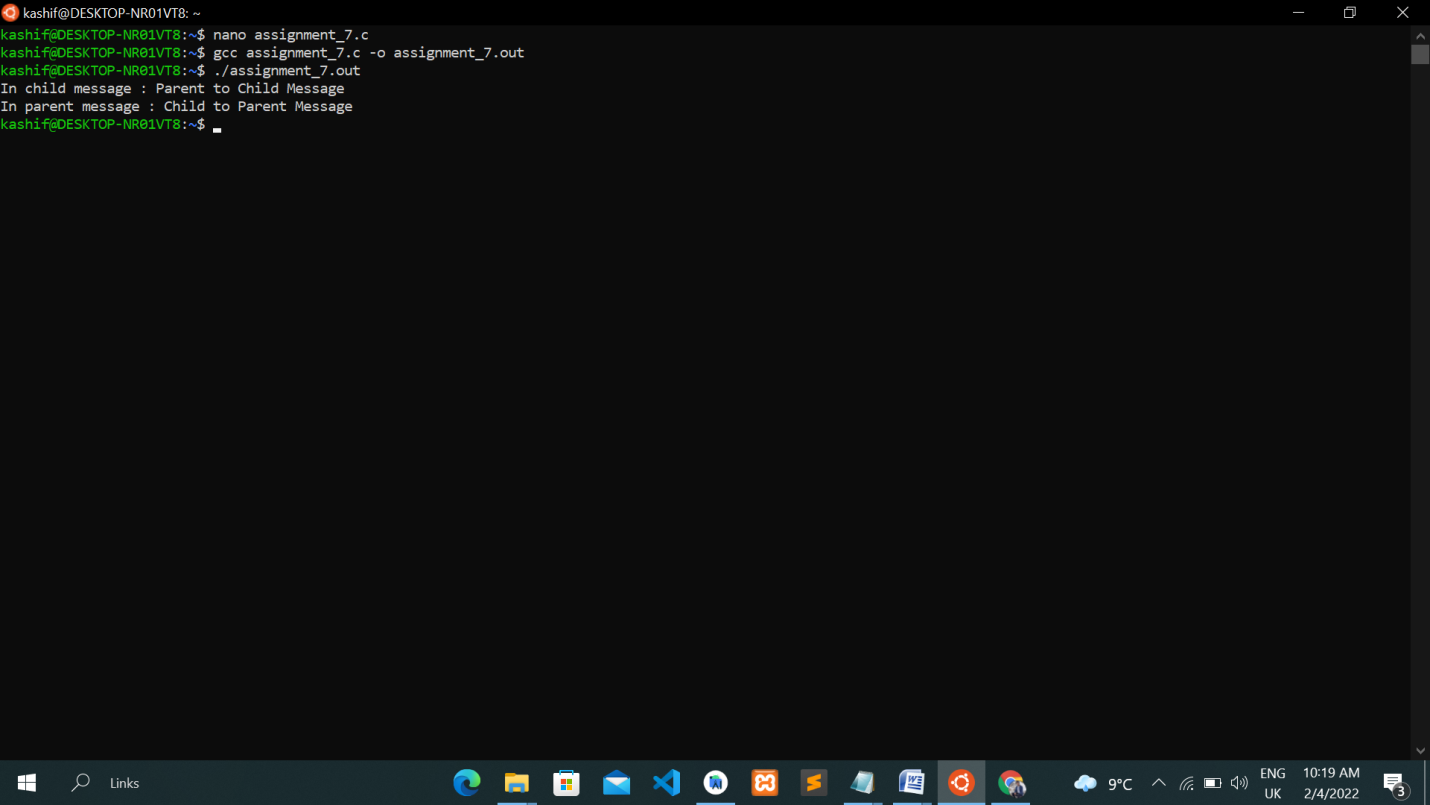 kashif@DESKTOP-NR01VT8: ~
kashif@DESKTOP-NR01VT8:~$ nano assignment_7.c
kashif@DESKTOP-NR01VT8:~$ gcc assignment_7.c -o assignment_7.out
kashif@DESKTOP-NR01VT8:~$ ./assignment_7.out
In child message : Parent to Child Message
In parent message : Child to Parent Message
kashif@DESKTOP-NR01VT8:~$
Links
9°C
ENG
UK
10:19 AM
2/4/2022
3